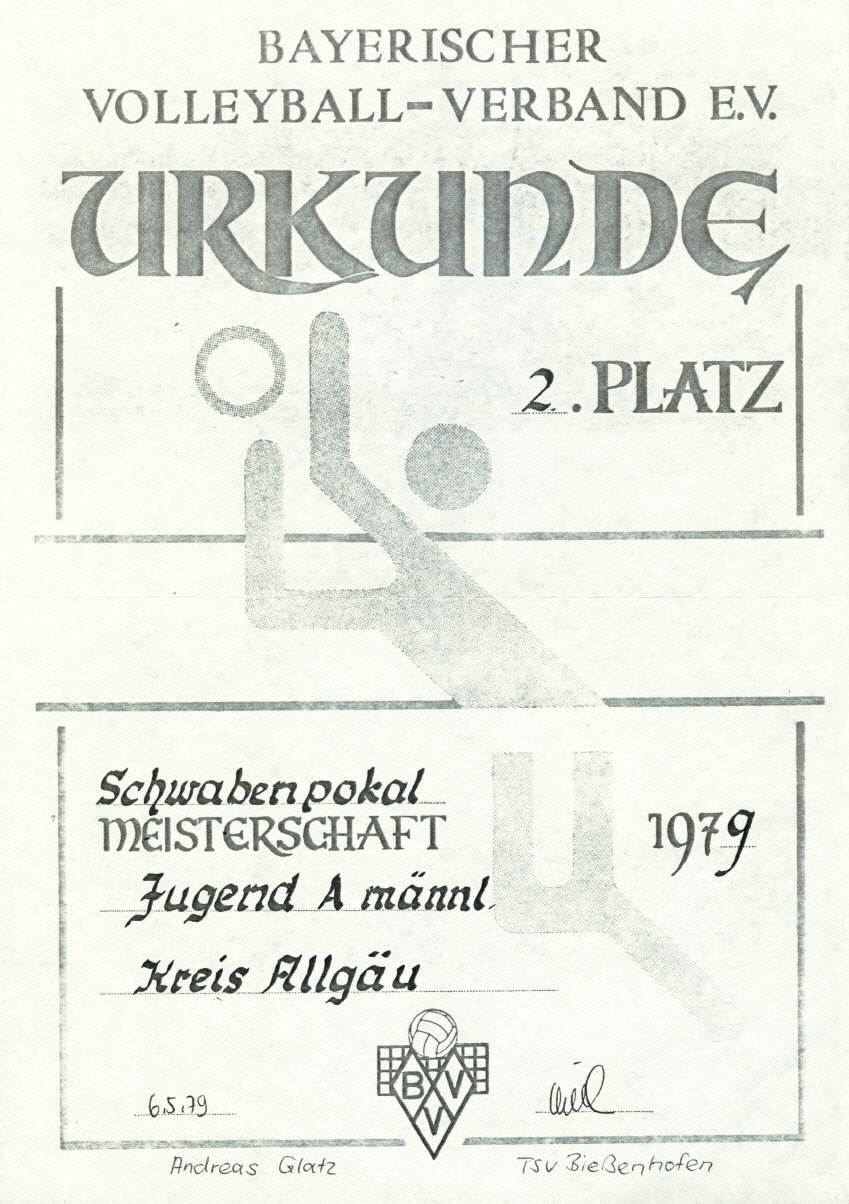 BAYERISCHER
VOLLEYBALL-VERBAND E.V.
URKUNDE
2. PLATZ
Schwabenpokal
MEISTERSCHAFT 1979
Jugend A männl.
Kreis Allgäu
BVV
6.5.79
Andreas Glatz TSV Bießenhofen